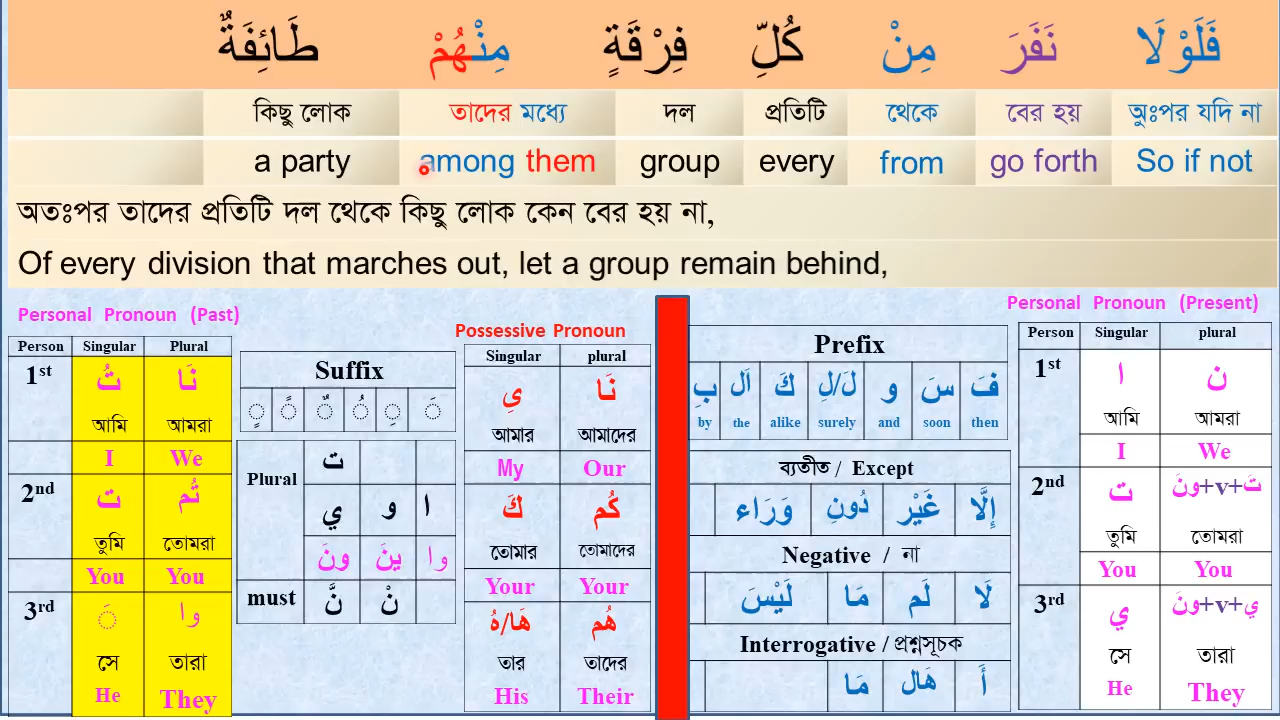 فَلَوْلَا نَفَرَ مِنْ كُلِّ فِرْقَةٍ مِنْهُمْ طَائِفَةٌ
কিছু লোক তাদের মধ্যে দল প্রতিটি থেকে বের হয় অুঃপর যদি না
a party among them group every from go forth So if not
অতঃপর তাদের প্রতিটি দল থেকে কিছু লোক কেন বের হয় না,
Of every division that marches out, let a group remain behind,
Personal Pronoun (Past)
Person Singular Plural
1st تُ نَا
আমি আমরা
I We
2nd ت تُم
তুমি তোমরা
You You
3rd َ وا
সে তারা
He They
Suffix
ٍ ً ٌ ُ ِ َ
Plural ت
ي و ا
ونَ ينَ وا
must نَّ نْ
Possessive Pronoun
Singular plural
يِ نَا
আমার আমাদের
My Our
كَ كُم
তোমার তোমাদের
Your Your
هَا/هُ هُم
তার তাদের
His Their
Prefix
بِ اَل كَ لَ/لِ و سَ فَ
by the alike surely and soon then
ব্যতীত / Except
وَرَاء دُونِ غَيْر إِلَّا
Negative / না
لَيْسَ مَا لَم لَا
Interrogative / প্রশ্নসূচক
مَا هَال أَ
Personal Pronoun (Present)
Person Singular plural
1st ا ن
আমি আমরা
I We
2nd ت تَ+v+ونَ
তুমি তোমরা
You You
3rd ي ي+v+ونَ
সে তারা
He They